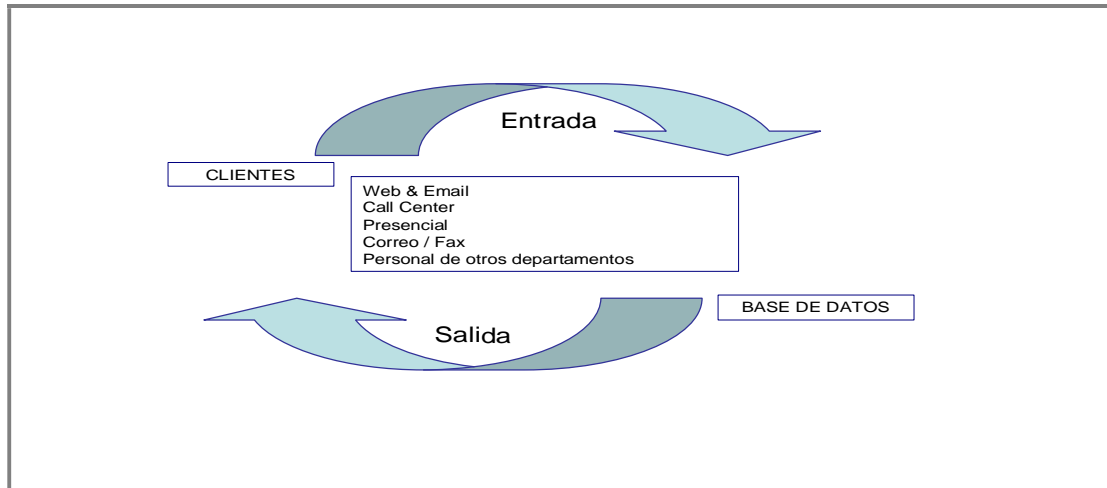 Entrada
CLIENTES
Web & Email
Call Center
Presencial
Correo / Fax
Personal de otros departamentos
BASE DE DATOS
Salida